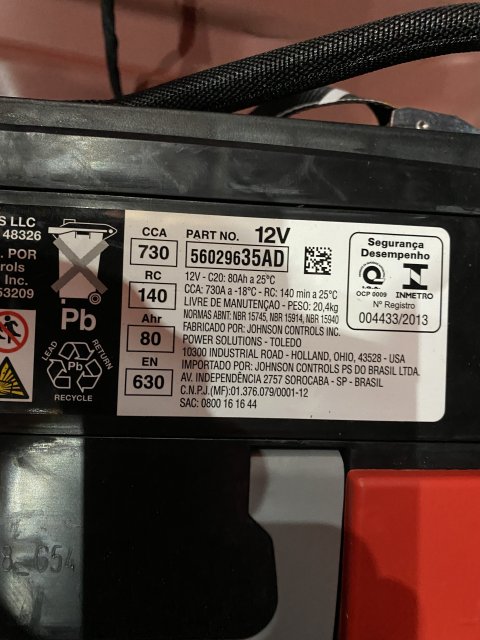 S LLC
48326
. POR
trols
Inc.
53209
Pb
LEAD
RETURN
Pb
RECYCLE
CCA
730
RC
140
Ahr
80
EN
630
PART NO. 12V
56029635AD
12V - C20: 80Ah a 25°C
CCA: 730A a -18°C - RC: 140 min a 25°C
LIVRE DE MANUTENÇAO - PESO: 20,4kg
NORMAS ABNT: NBR 15745, NBR 15914, NBR 15940
FABRICADO POR: JOHNSON CONTROLS INC.
POWER SOLUTIONS - TOLEDO
10300 INDUSTRIAL ROAD - HOLLAND, OHIO, 43528 - USA
IMPORTADO POR: JOHNSON CONTROLS PS DO BRASIL LTDA.
AV. INDEPENDÊNCIA 2757 SOROCABA - SP - BRASIL
C.N.P.J.(MF):01.376.079/0001-12
SAC: 0800 16 16 44
Segurança
Desempenho
OCP 0009
INMETRO
Nº Registro
004433/2013
8_654